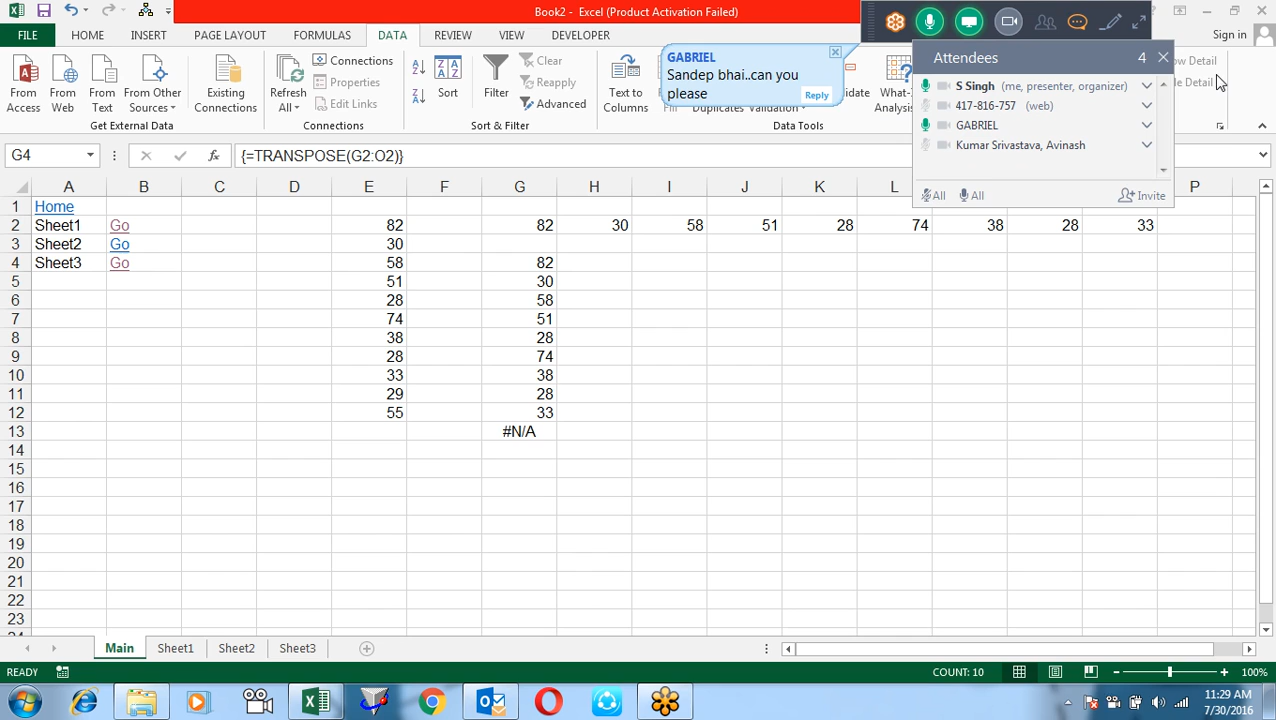 Book2 - Excel (Product Activation Failed)
FILE HOME INSERT PAGE LAYOUT FORMULAS DATA REVIEW VIEW DEVELOPER Sign in
From Access
From Web
From Text
From Other Sources
Existing Connections
Get External Data
Refresh All
Connections
Properties
Edit Links
Connections
Sort
Filter
Clear
Reapply
Advanced
Sort & Filter
Text to Columns
Data Tools
GABRIEL
Sandep bhai..can you
please
Reply
Attendees 4
S Singh (me, presenter, organizer)
417-816-757 (web)
GABRIEL
Kumar Srivastava, Avinash
All All Invite
G4 fx {=TRANSPOSE(G2:O2)}
A B C D E F G H I J K L P
1 Home
2 Sheet1 Go 82 82 30 58 51 28 74 38 28 33
3 Sheet2 Go 30
4 Sheet3 Go 58 82
5 51 30
6 28 58
7 74 51
8 38 28
9 28 74
10 33 38
11 29 28
12 55 33
13 #N/A
14
15
16
17
18
19
20
21
22
23
Main Sheet1 Sheet2 Sheet3
READY COUNT: 10 100%
11:29 AM
7/30/2016